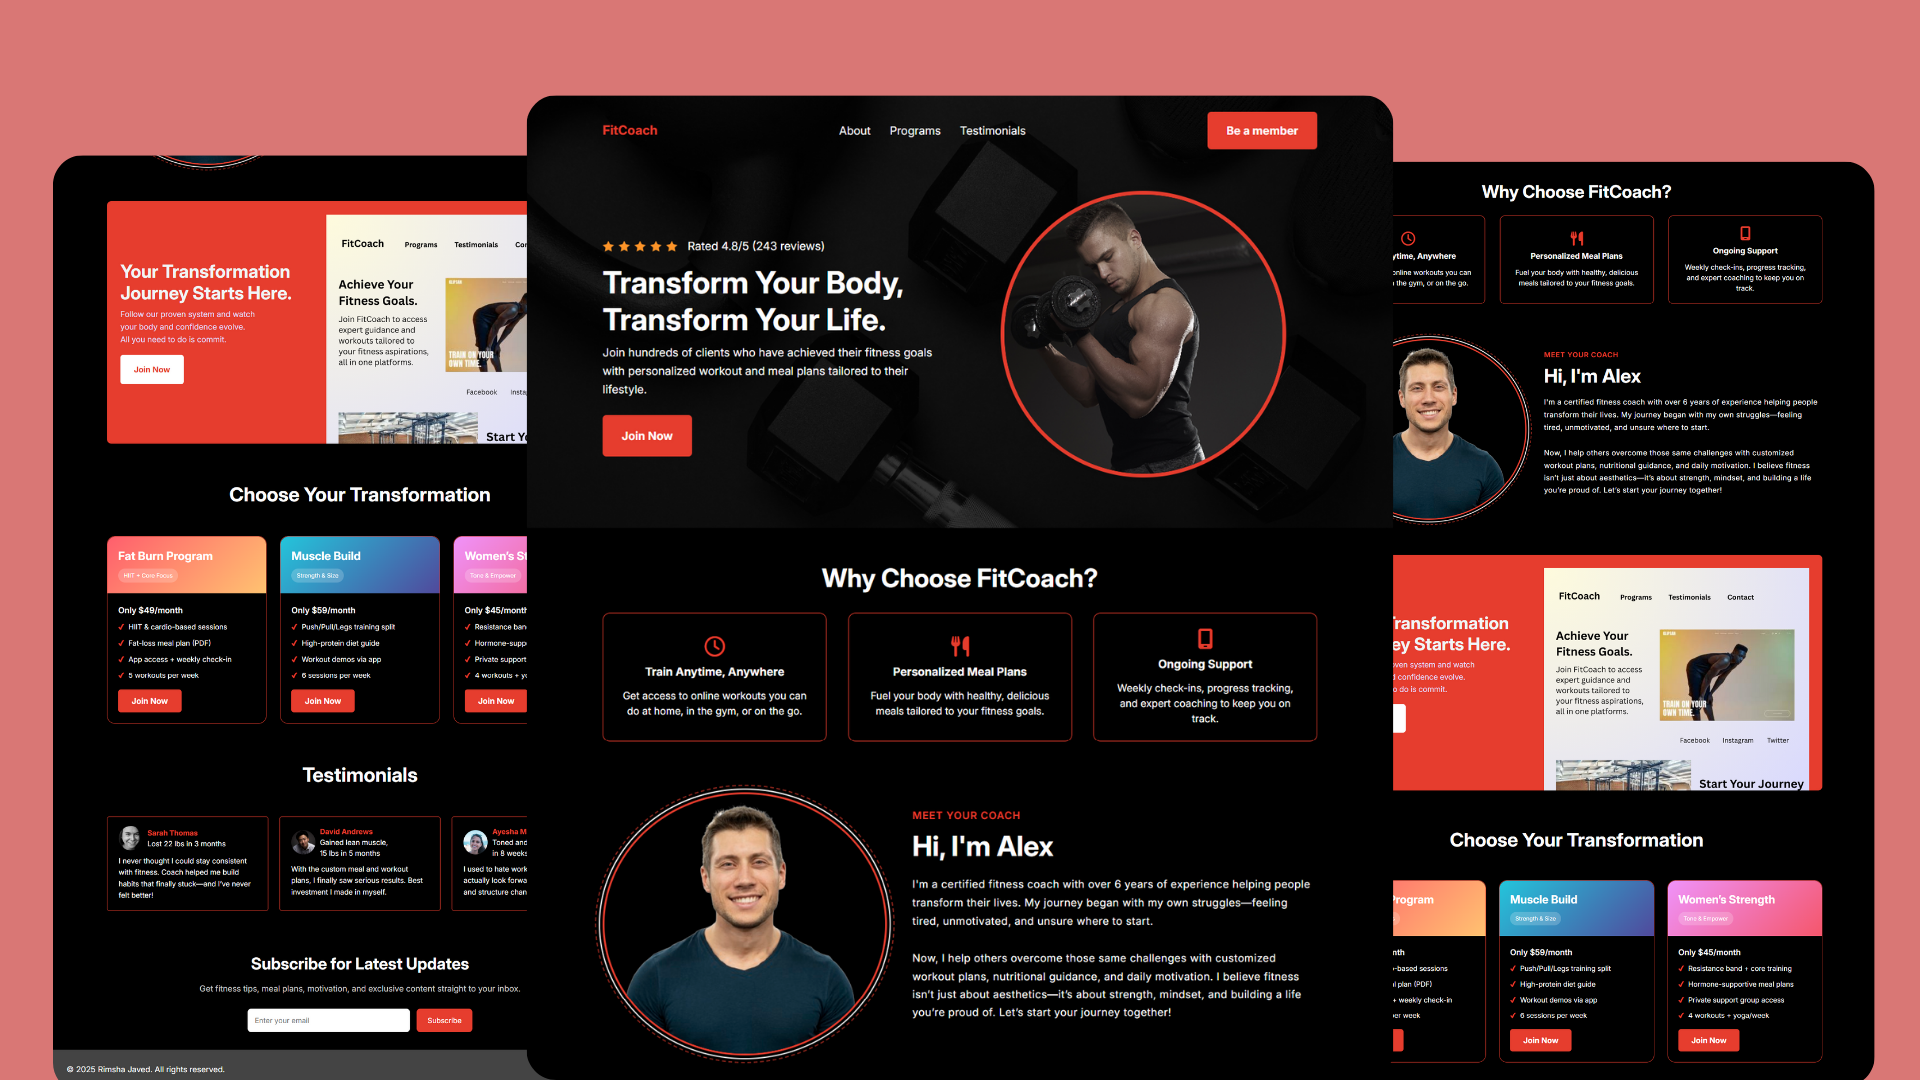 Your Transformation
Journey Starts Here.
Follow our proven system and watch
your body and confidence evolve.
All you need to do is commit.
Join Now
FitCoach
Programs
Testimonials
Achieve Your
Fitness Goals.
Join FitCoach to access
expert guidance and
workouts tailored to
your fitness aspirations,
all in one platforms.
TRAIN ON YOUR
OWN TIME.
Facebook
Start
Choose Your Transformation
Fat Burn Program
HIIT + Core Focus
Only $49/month
HIIT & cardio-based sessions
Fat-loss meal plan (PDF)
App access + weekly check-in
5 workouts per week
Join Now
Muscle Build
Strength & Size
Only $59/month
Push/Pull/Legs training split
High-protein diet guide
Workout demos via app
6 sessions per week
Join Now
Women's
Tone & Empower
Only $45/month
Resistance
Private support
4 workouts +
Join Now
Testimonials
Sarah Thomas
Lost 22 lbs in 3 months
I never thought I could stay consistent
with fitness. Coach helped me build
habits that finally stuck—and I've never
felt better!
David Andrews
Gained lean muscle,
15 lbs in 5 months
With the custom meal and workout
plans, I finally saw serious results. Best
investment I made in myself.
Ayesha
Toned and
in 8 weeks
I used to hate
actually look
and structure
Subscribe for Latest Updates
Get fitness tips, meal plans, motivation, and exclusive content straight to your inbox.
Enter your email
Subscribe
© 2025 Rimsha Javed. All rights reserved.
FitCoach
About
Programs
Testimonials
Be a member
Rated 4.8/5 (243 reviews)
Transform Your Body,
Transform Your Life.
Join hundreds of clients who have achieved their fitness goals
with personalized workout and meal plans tailored to their
lifestyle.
Join Now
Why Choose FitCoach?
Train Anytime, Anywhere
Get access to online workouts you can
do at home, in the gym, or on the go.
Personalized Meal Plans
Fuel your body with healthy, delicious
meals tailored to your fitness goals.
Ongoing Support
Weekly check-ins, progress tracking,
and expert coaching to keep you on
track.
MEET YOUR COACH
Hi, I'm Alex
I'm a certified fitness coach with over 6 years of experience helping people
transform their lives. My journey began with my own struggles—feeling
tired, unmotivated, and unsure where to start.
Now, I help others overcome those same challenges with customized
workout plans, nutritional guidance, and daily motivation. I believe fitness
isn't just about aesthetics—it's about strength, mindset, and building a life
you're proud of. Let's start your journey together!
Why Choose FitCoach?
Anywhere
online workouts you can
the gym, or on the go.
Personalized Meal Plans
Fuel your body with healthy, delicious
meals tailored to your fitness goals.
Ongoing Support
Weekly check-ins, progress tracking,
and expert coaching to keep you on
track.
MEET YOUR COACH
Hi, I'm Alex
I'm a certified fitness coach with over 6 years of experience helping people
transform their lives. My journey began with my own struggles—feeling
tired, unmotivated, and unsure where to start.
Now, I help others overcome those same challenges with customized
workout plans, nutritional guidance, and daily motivation. I believe fitness
isn't just about aesthetics—it's about strength, mindset, and building a life
you're proud of. Let's start your journey together!
Transformation
ey Starts Here.
oven system and watch
confidence evolve.
do is commit.
FitCoach
Programs
Testimonials
Contact
Achieve Your
Fitness Goals.
Join FitCoach to access
expert guidance and
workouts tailored to
your fitness aspirations,
all in one platforms.
TRAIN ON YOUR
OWN TIME.
Facebook
Instagram
Twitter
Start Your Journey
Choose Your Transformation
Program
nth
-based sessions
l plan (PDF)
+ weekly check-in
Muscle Build
Strength & Size
Only $59/month
Push/Pull/Legs training split
High-protein diet guide
Workout demos via app
6 sessions per week
Join Now
Women's Strength
Tone & Empower
Only $45/month
Resistance band + core training
Hormone-supportive meal plans
Private support group access
4 workouts + yoga/week
Join Now